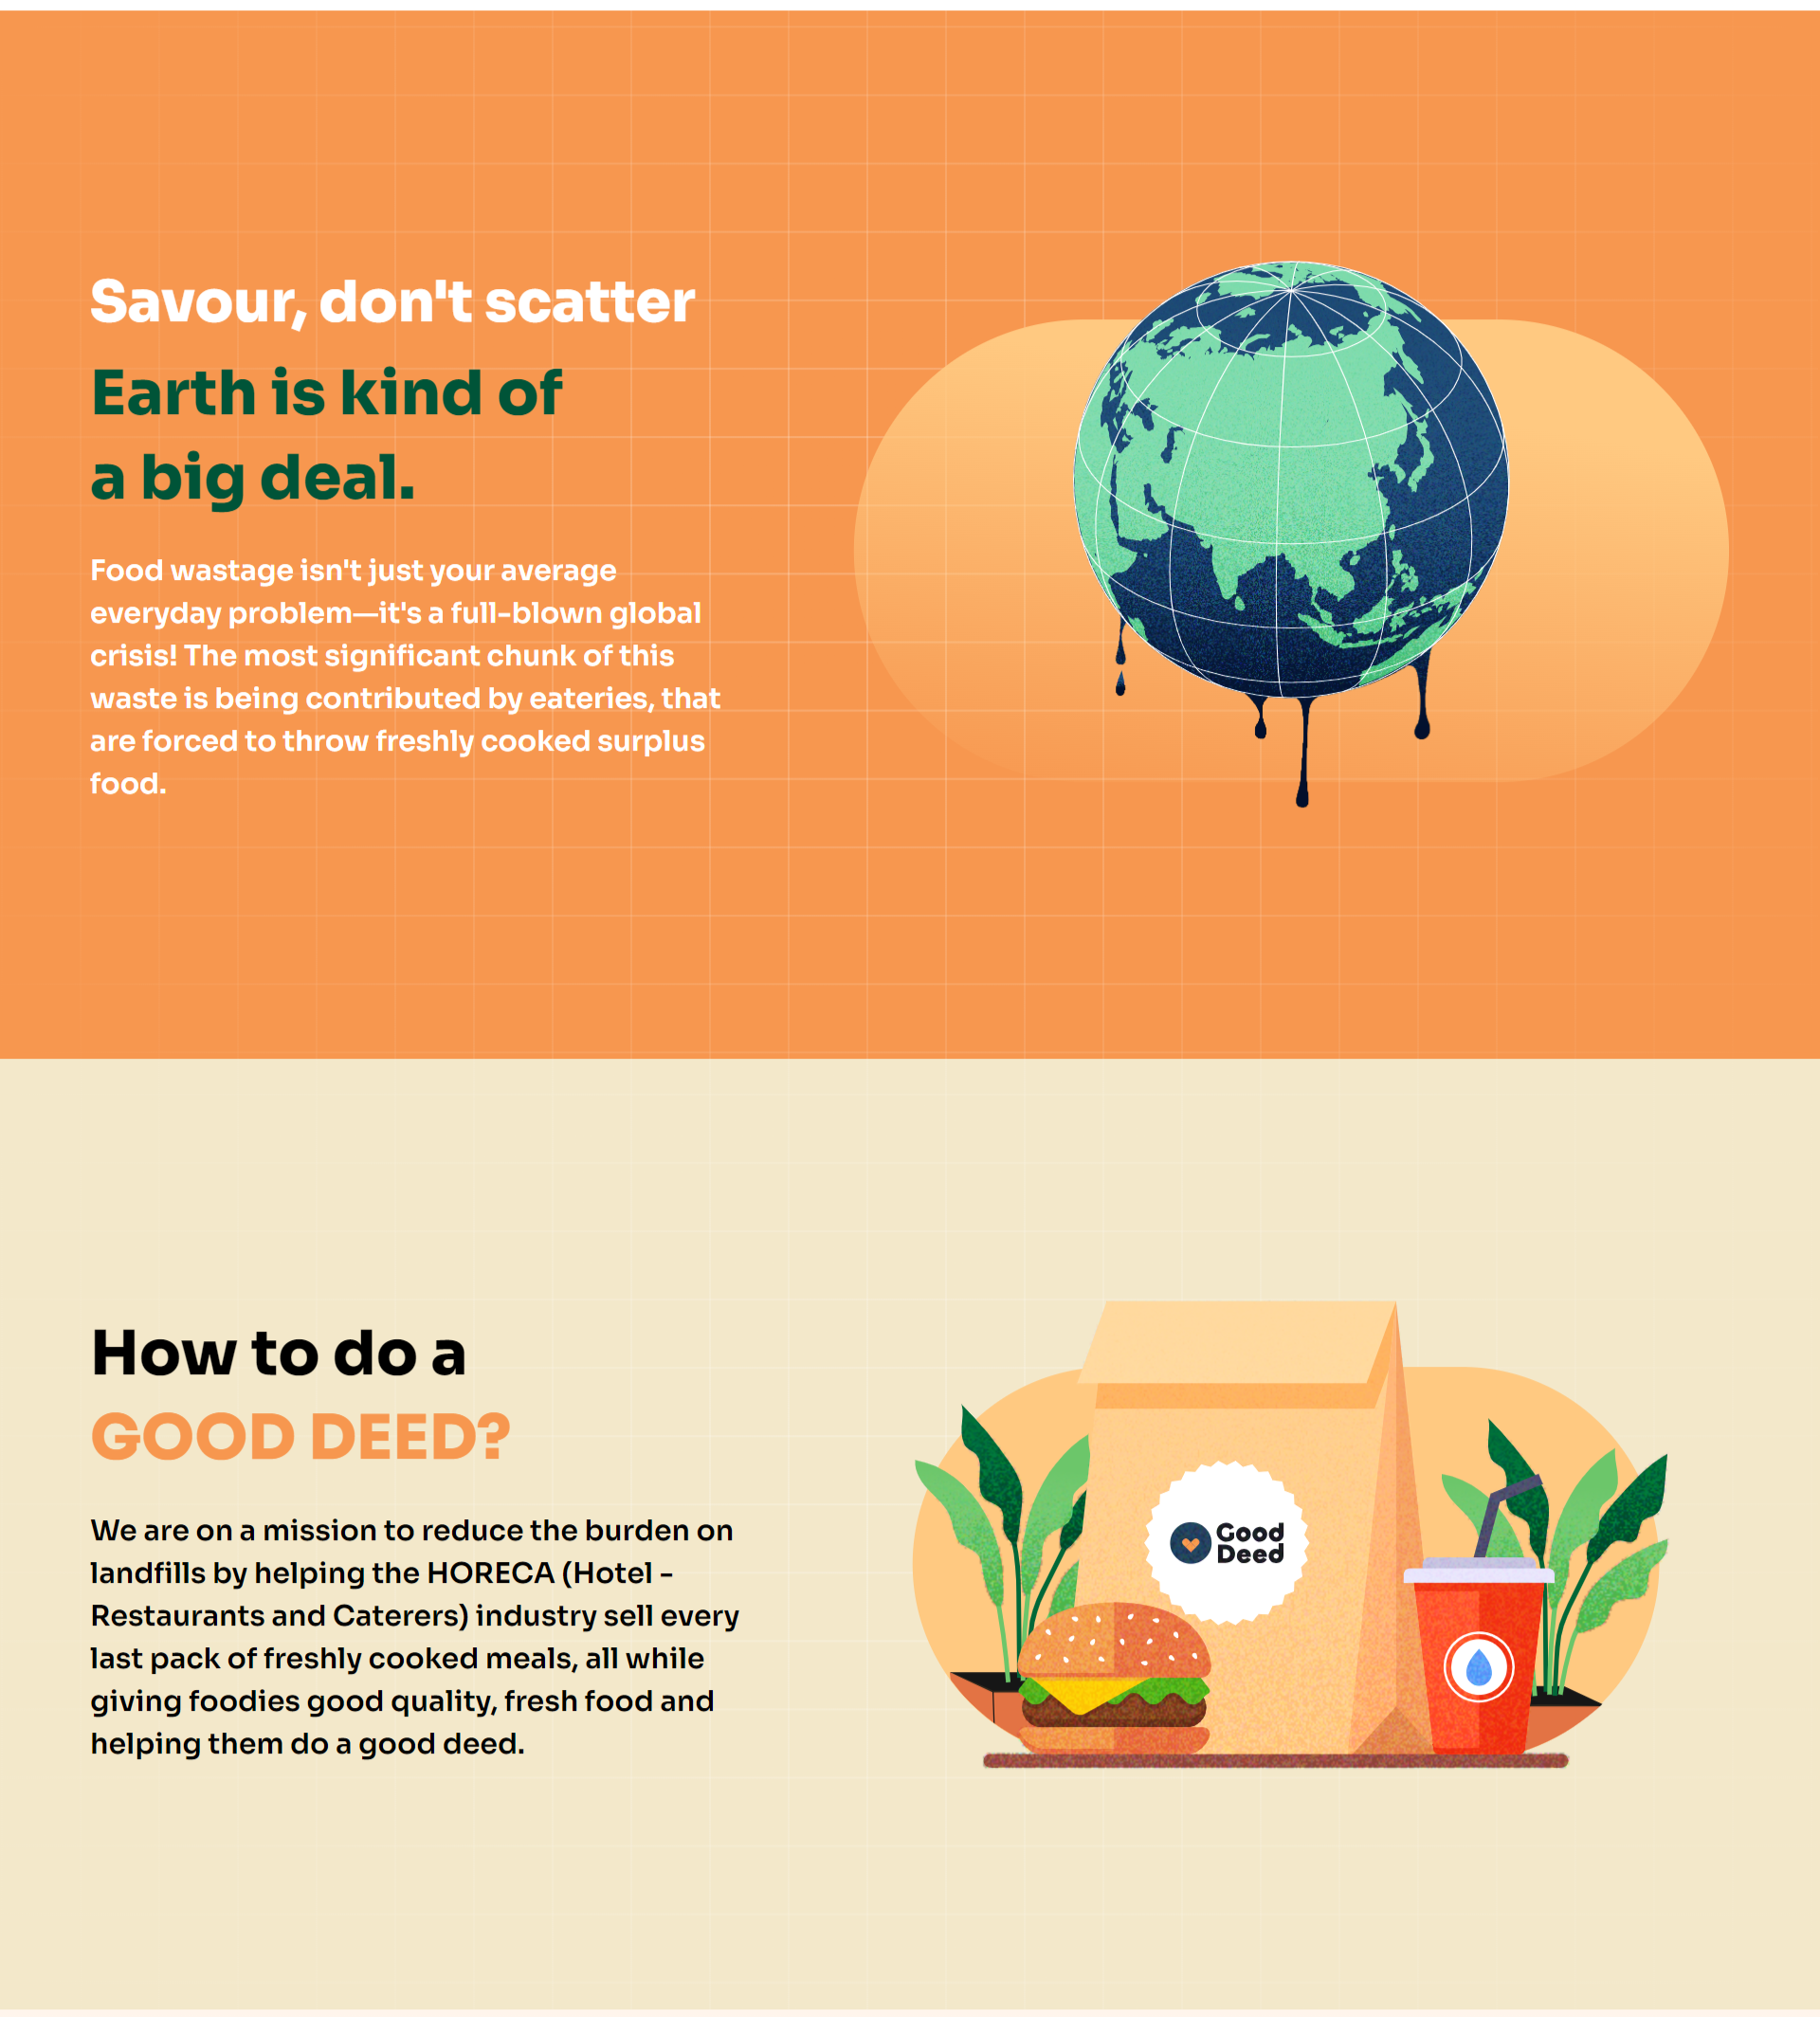 Savour, don't scatter
Earth is kind of
a big deal.
Food wastage isn't just your average
everyday problem—it's a full-blown global
crisis! The most significant chunk of this
waste is being contributed by eateries, that
are forced to throw freshly cooked surplus
food.
How to do a
GOOD DEED?
We are on a mission to reduce the burden on
landfills by helping the HORECA (Hotel -
Restaurants and Caterers) industry sell every
last pack of freshly cooked meals, all while
giving foodies good quality, fresh food and
helping them do a good deed.
Good
Deed